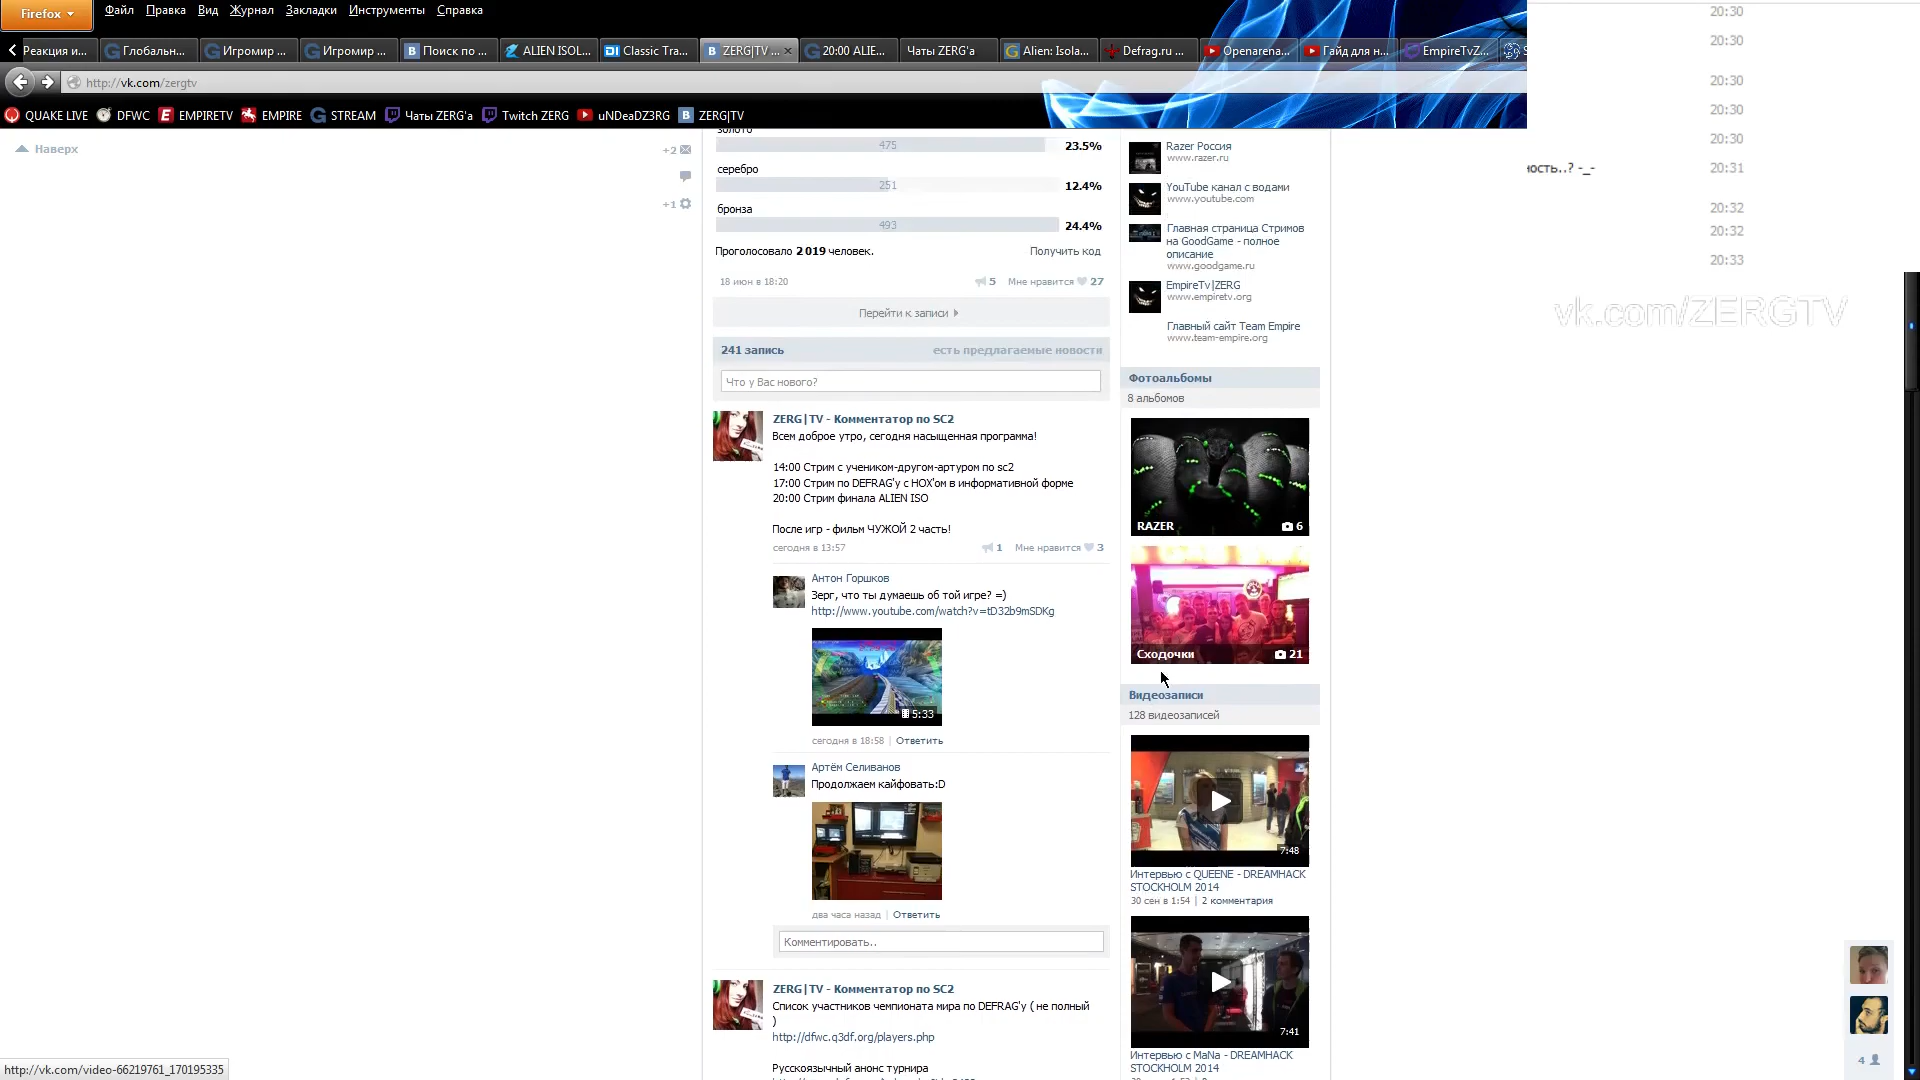 Firefox
Файл Правка Вид Журнал Закладки Инструменты Справка
Реакция и...
Глобальн...
Игромир ...
Игромир ...
Поиск по ...
ALIEN ISOL...
Classic Tra...
ZERG|TV ...
20:00 ALIE...
Чаты ZERG'а
Alien: Isola...
Defrag.ru ...
Openarena...
Гайд для н...
EmpireTvZ...
http://vk.com/zergtv
QUAKE LIVE
DFWC
EMPIRETV
EMPIRE
STREAM
Чаты ZERG'а
Twitch ZERG
uNDeaDZ3RG
ZERG|TV
Наверх
+2
+1
золото
475 23.5%
серебро
251 12.4%
бронза
493 24.4%
Проголосовало 2 019 человек.
Получить код
18 июн в 18:20
5 Мне нравится 27
Перейти к записи
241 запись
есть предлагаемые новости
Что у Вас нового?
ZERG|TV - Комментатор по SC2
Всем доброе утро, сегодня насыщенная программа!
14:00 Стрим с учеником-другом-артуром по sc2
17:00 Стрим по DEFRAG'у с HOX'ом в информативной форме
20:00 Стрим финала ALIEN ISO
После игр - фильм ЧУЖОЙ 2 часть!
сегодня в 13:57
1 Мне нравится 3
Антон Горшков
Зерг, что ты думаешь об той игре? =)
http://www.youtube.com/watch?v=tD32b9mSDKg
5:33
сегодня в 18:58 | Ответить
Артём Селиванов
Продолжаем кайфовать:D
два часа назад | Ответить
Комментировать..
ZERG|TV - Комментатор по SC2
Список участников чемпионата мира по DEFRAG'у ( не полный
)
http://dfwc.q3df.org/players.php
Русскоязычный анонс турнира
Razer Россия
www.razer.ru
YouTube канал с водами
www.youtube.com
Главная страница Стримов
на GoodGame - полное
описание
www.goodgame.ru
EmpireTv|ZERG
www.empiretv.org
Главный сайт Team Empire
www.team-empire.org
Фотоальбомы
8 альбомов
RAZER 6
Сходочки 21
Видеозаписи
128 видеозаписей
7:48
Интервью с QUEENE - DREAMHACK
STOCKHOLM 2014
30 сен в 1:54 | 2 комментария
7:41
Интервью с MaNa - DREAMHACK
STOCKHOLM 2014
20:30
20:30
20:30
20:30
20:30
ность..? -_- 20:31
20:32
20:32
20:33
vk.com/ZERGTV
4
http://vk.com/video-66219761_170195335